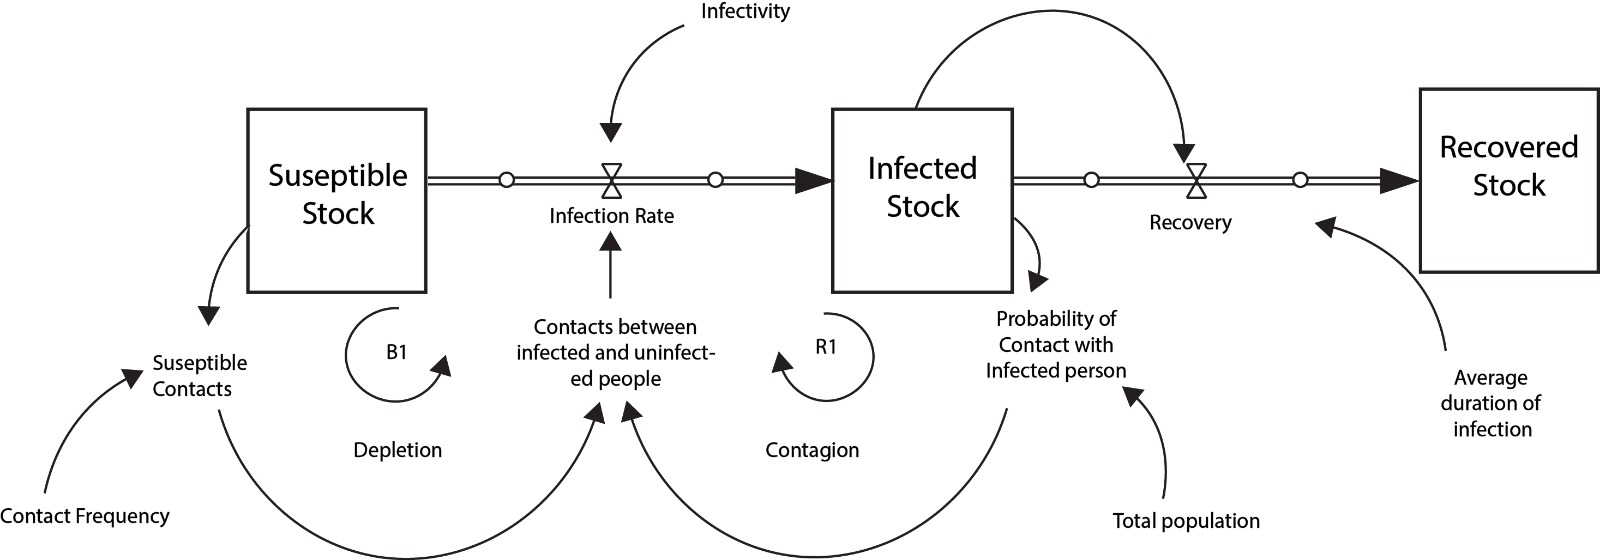 Infectivity
Suseptible
Stock
Infection Rate
Infected
Stock
Recovery
Recovered
Stock
Suseptible
Contacts
B1
Depletion
Contacts between
infected and uninfect-
ed people
R1
Contagion
Probability of
Contact with
Infected person
Average
duration of
infection
Contact Frequency
Total population